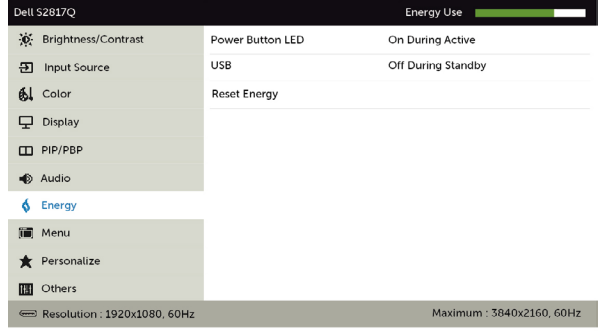 Dell S2817Q Energy Use
Brightness/Contrast Power Button LED On During Active
Input Source USB Off During Standby
Color Reset Energy
Display
PIP/PBP
Audio
Energy
Menu
Personalize
Others
Resolution : 1920x1080, 60Hz Maximum : 3840x2160, 60Hz